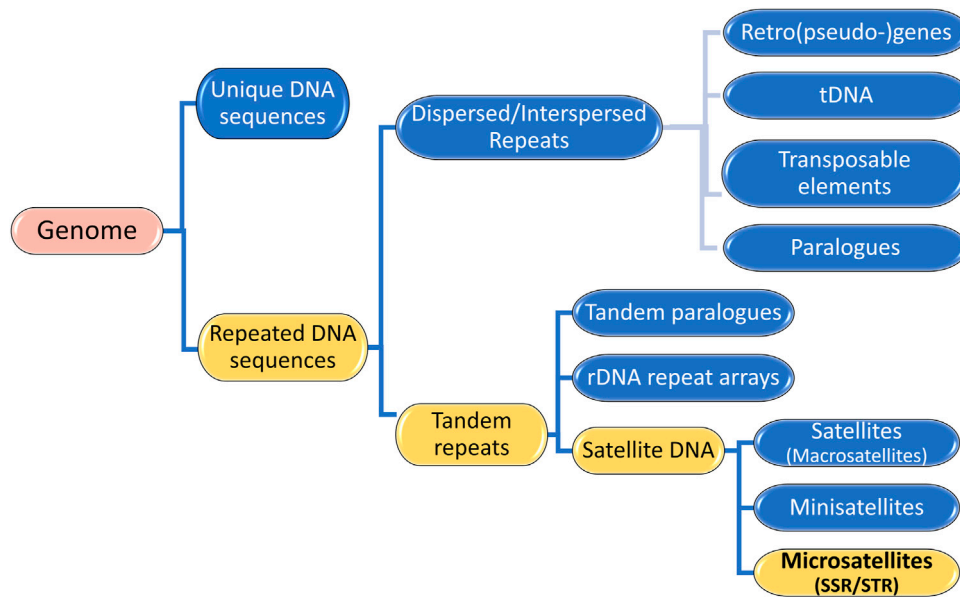 Genome
Unique DNA
sequences
Repeated DNA
sequences
Dispersed/Interspersed
Repeats
Tandem
repeats
Retro(pseudo-)genes
tDNA
Transposable
elements
Paralogues
Tandem paralogues
rDNA repeat arrays
Satellite DNA
Satellites
(Macrosatellites)
Minisatellites
Microsatellites
(SSR/STR)